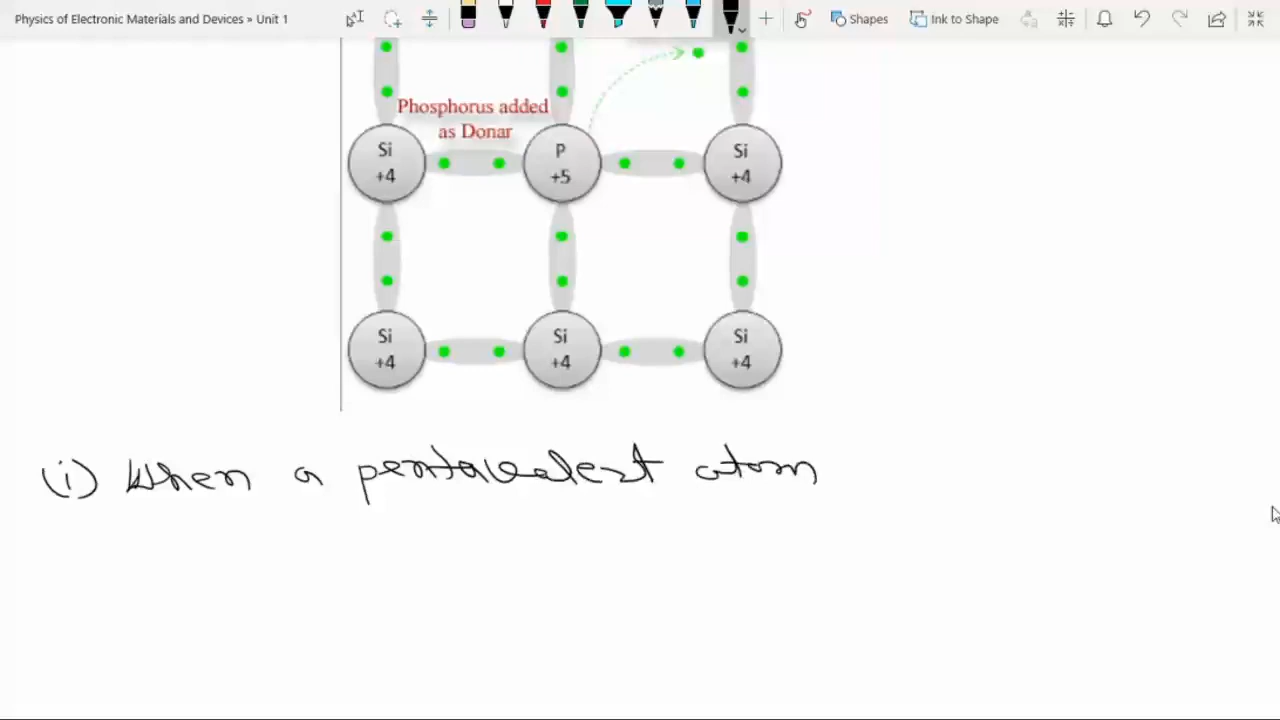 Physics of Electronic Materials and Devices » Unit 1
Shapes
Ink to Shape
Phosphorus added
as Donar
Si
+4
P
+5
Si
+4
Si
+4
Si
+4
Si
+4
(i) When a pentavalent atom